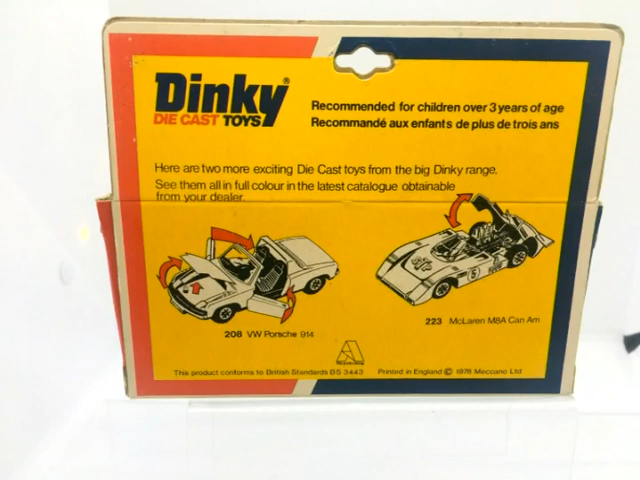 Dinky®
DIE CAST TOYS
Recommended for children over 3 years of age
Recommandé aux enfants de plus de trois ans
Here are two more exciting Die Cast toys from the big Dinky range.
See them all in full colour in the latest catalogue obtainable
from your dealer.
208 VW Porsche 914
223 McLaren M8A Can Am
5
This product conforms to British Standards BS 3443 Printed in England © 1978 Meccano Ltd